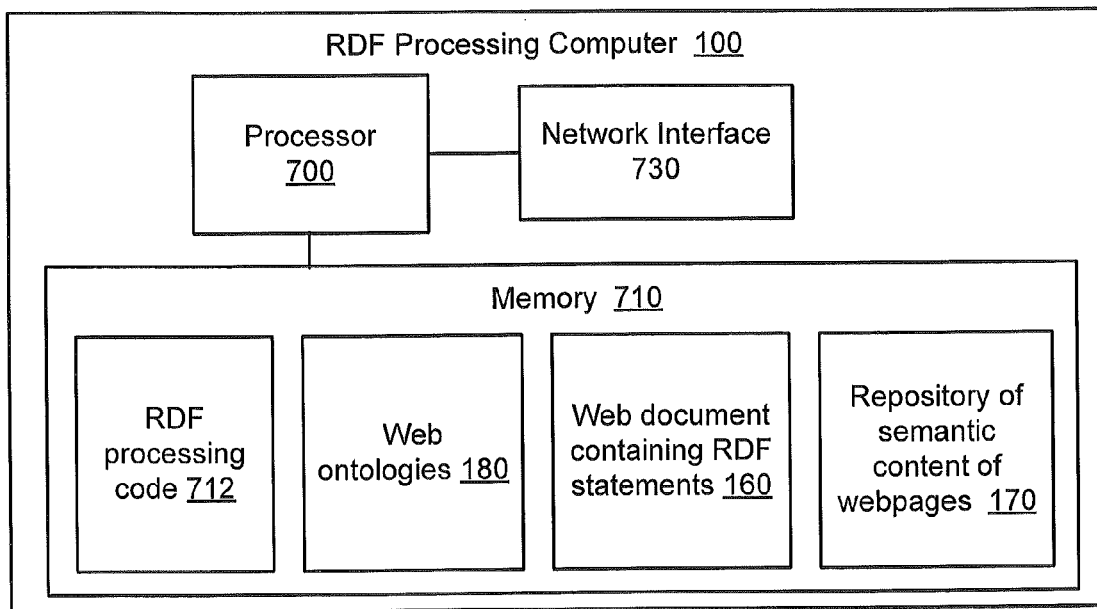 RDF Processing Computer 100
Processor
700
Network Interface
730
Memory 710
RDF
processing
code 712
Web
ontologies 180
Web document
containing RDF
statements 160
Repository of
semantic
content of
webpages 170